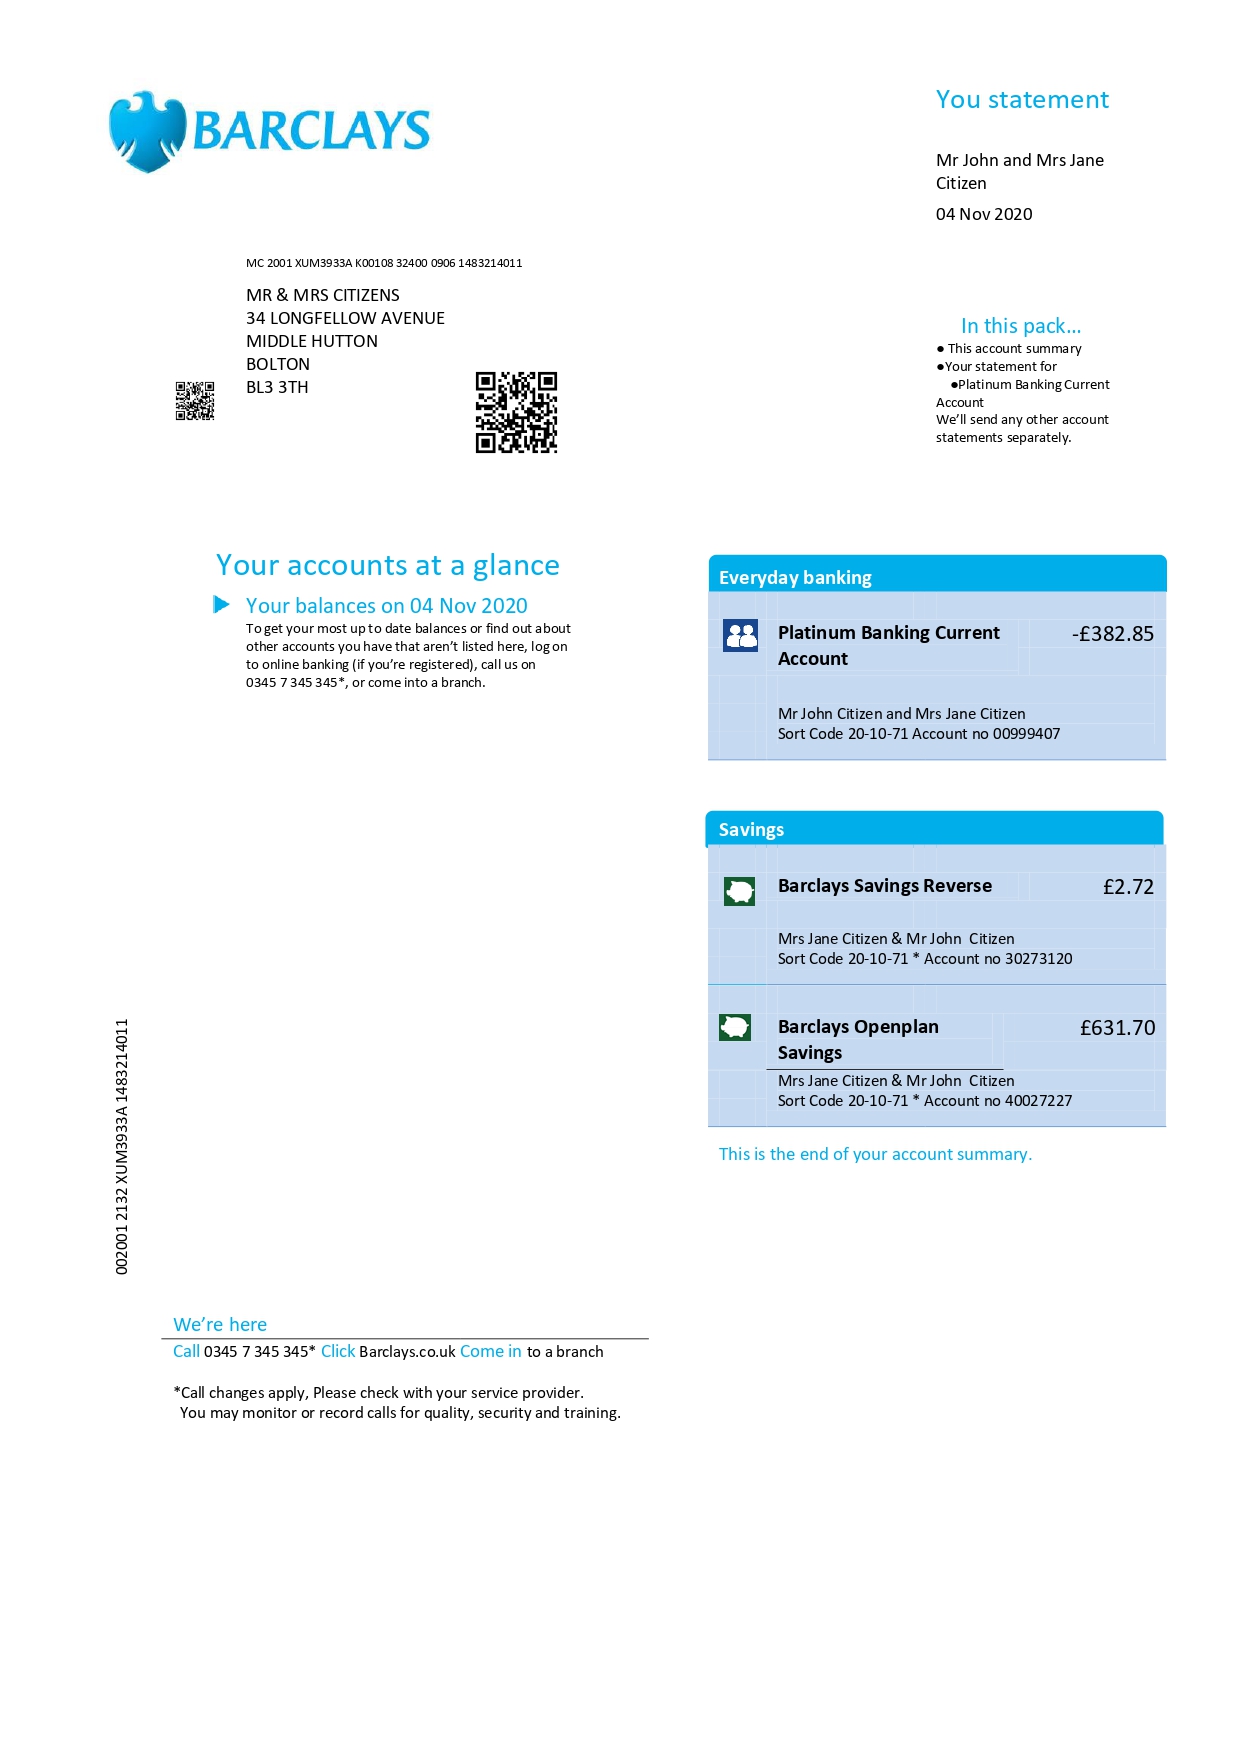 BARCLAYS
You statement
Mr John and Mrs Jane
Citizen
04 Nov 2020
MC 2001 XUM3933A K00108 32400 0906 1483214011
MR & MRS CITIZENS
34 LONGFELLOW AVENUE
MIDDLE HUTTON
BOLTON
BL3 3TH
In this pack...
● This account summary
●Your statement for
●Platinum Banking Current
Account
We'll send any other account
statements separately.
Your accounts at a glance
Your balances on 04 Nov 2020
To get your most up to date balances or find out about
other accounts you have that aren't listed here, log on
to online banking (if you're registered), call us on
0345 7 345 345*, or come into a branch.
Everyday banking
Platinum Banking Current -£382.85
Account
Mr John Citizen and Mrs Jane Citizen
Sort Code 20-10-71 Account no 00999407
Savings
Barclays Savings Reverse £2.72
Mrs Jane Citizen & Mr John  Citizen
Sort Code 20-10-71 * Account no 30273120
Barclays Openplan £631.70
Savings
Mrs Jane Citizen & Mr John  Citizen
Sort Code 20-10-71 * Account no 40027227
This is the end of your account summary.
002001 2132 XUM3933A 1483214011
We're here
Call 0345 7 345 345* Click Barclays.co.uk Come in to a branch
*Call changes apply, Please check with your service provider.
You may monitor or record calls for quality, security and training.